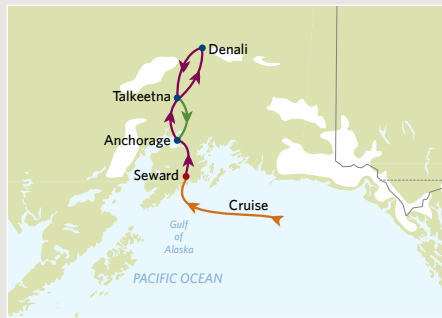 Denali
Talkeetna
Anchorage
Seward
Cruise
Gulf
of
Alaska
PACIFIC OCEAN